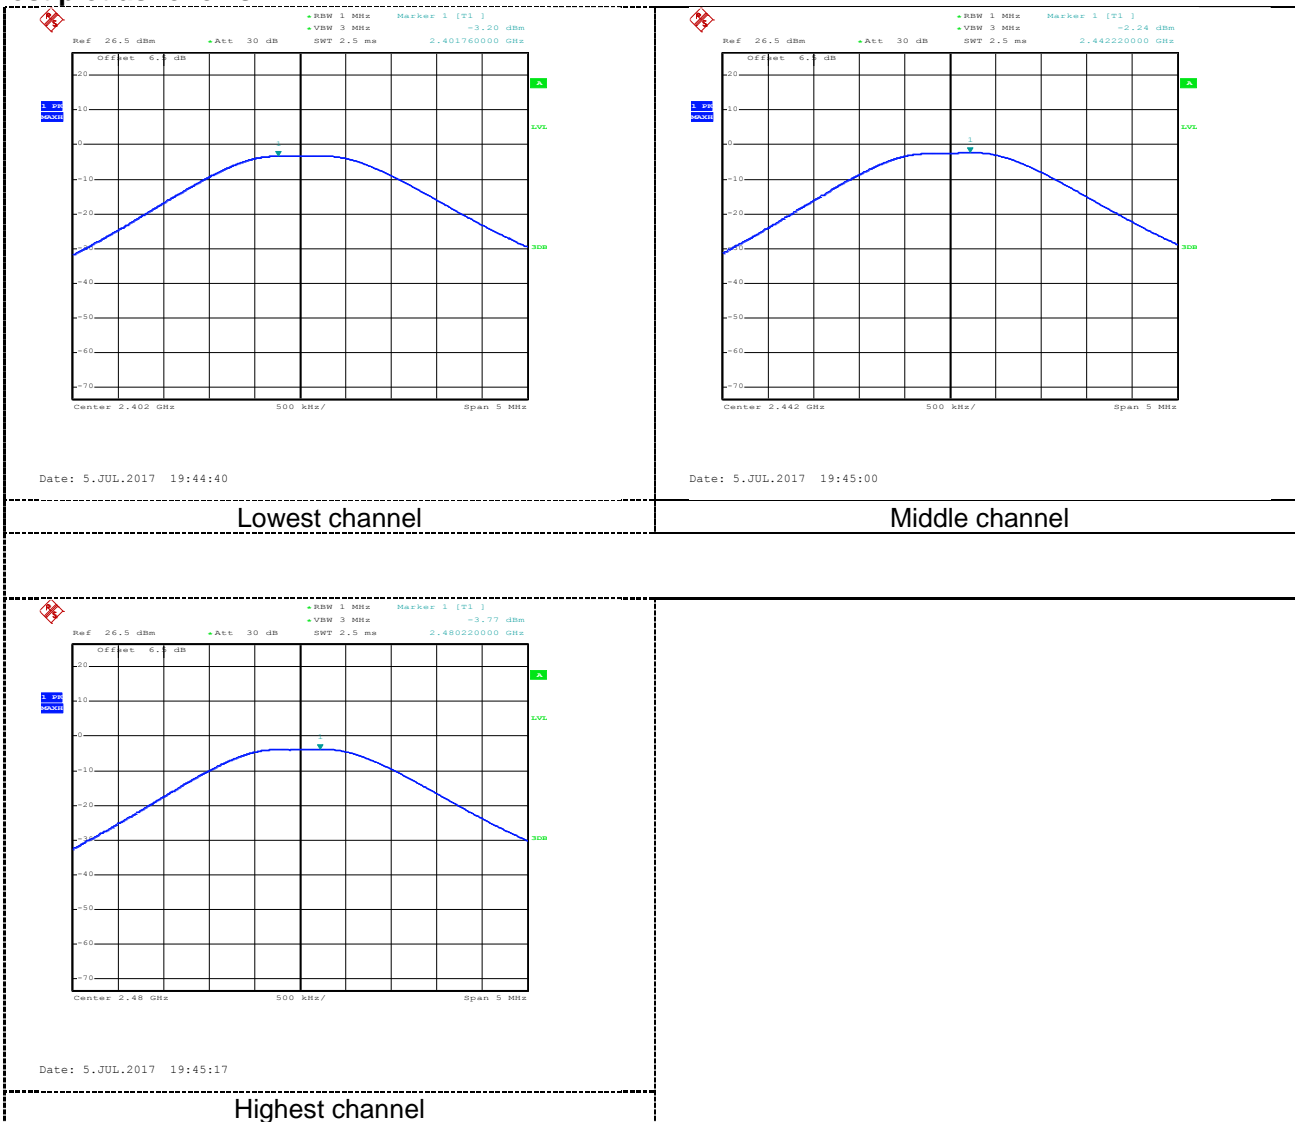 RBW 1 MHz Marker 1 [T1 ]
VBW 3 MHz -3.20 dBm
Ref 26.5 dBm Att 30 dB SWT 2.5 ms 2.401760000 GHz
Offset 6.5 dB
20
A
1 PK
MAXH
10
LVL
0
1
-10
-20
-30
3DB
-40
-50
-60
-70
Center 2.402 GHz 500 kHz/ Span 5 MHz
Date: 5.JUL.2017 19:44:40
Lowest channel
RBW 1 MHz Marker 1 [T1 ]
VBW 3 MHz -2.24 dBm
Ref 26.5 dBm Att 30 dB SWT 2.5 ms 2.442220000 GHz
Offset 6.5 dB
20
A
1 PK
MAXH
10
LVL
0
1
-10
-20
-30
3DB
-40
-50
-60
-70
Center 2.442 GHz 500 kHz/ Span 5 MHz
Date: 5.JUL.2017 19:45:00
Middle channel
RBW 1 MHz Marker 1 [T1 ]
VBW 3 MHz -3.77 dBm
Ref 26.5 dBm Att 30 dB SWT 2.5 ms 2.480220000 GHz
Offset 6.5 dB
20
A
1 PK
MAXH
10
LVL
0
1
-10
-20
-30
3DB
-40
-50
-60
-70
Center 2.48 GHz 500 kHz/ Span 5 MHz
Date: 5.JUL.2017 19:45:17
Highest channel